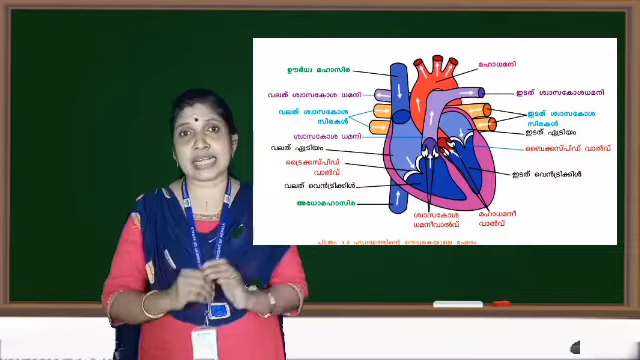 ഊർധ്വ മഹാസിര
വലത് ശ്വാസകോശ ധമനി
വലത് ശ്വാസകോശ
സിരകൾ
ശ്വാസകോശ ധമനി
വലത് ഏട്രിയം
ട്രൈക്കസ്പിഡ്
വാൽവ്
വലത് വെൻട്രിക്കിൾ
അധോമഹാസിര
മഹാധമനി
ഇടത് ശ്വാസകോശധമനി
ഇടത് ശ്വാസകോശ
സിരകൾ
ഇടത് ഏട്രിയം
ബൈക്കസ്പിഡ് വാൽവ്
ഇടത് വെൻട്രിക്കിൾ
ശ്വാസകോശ
ധമനീവാൽവ്
മഹാധമനീ
വാൽവ്
ഹൃദയത്തിന്റെ നെടുകെയുള്ള ഛേദം